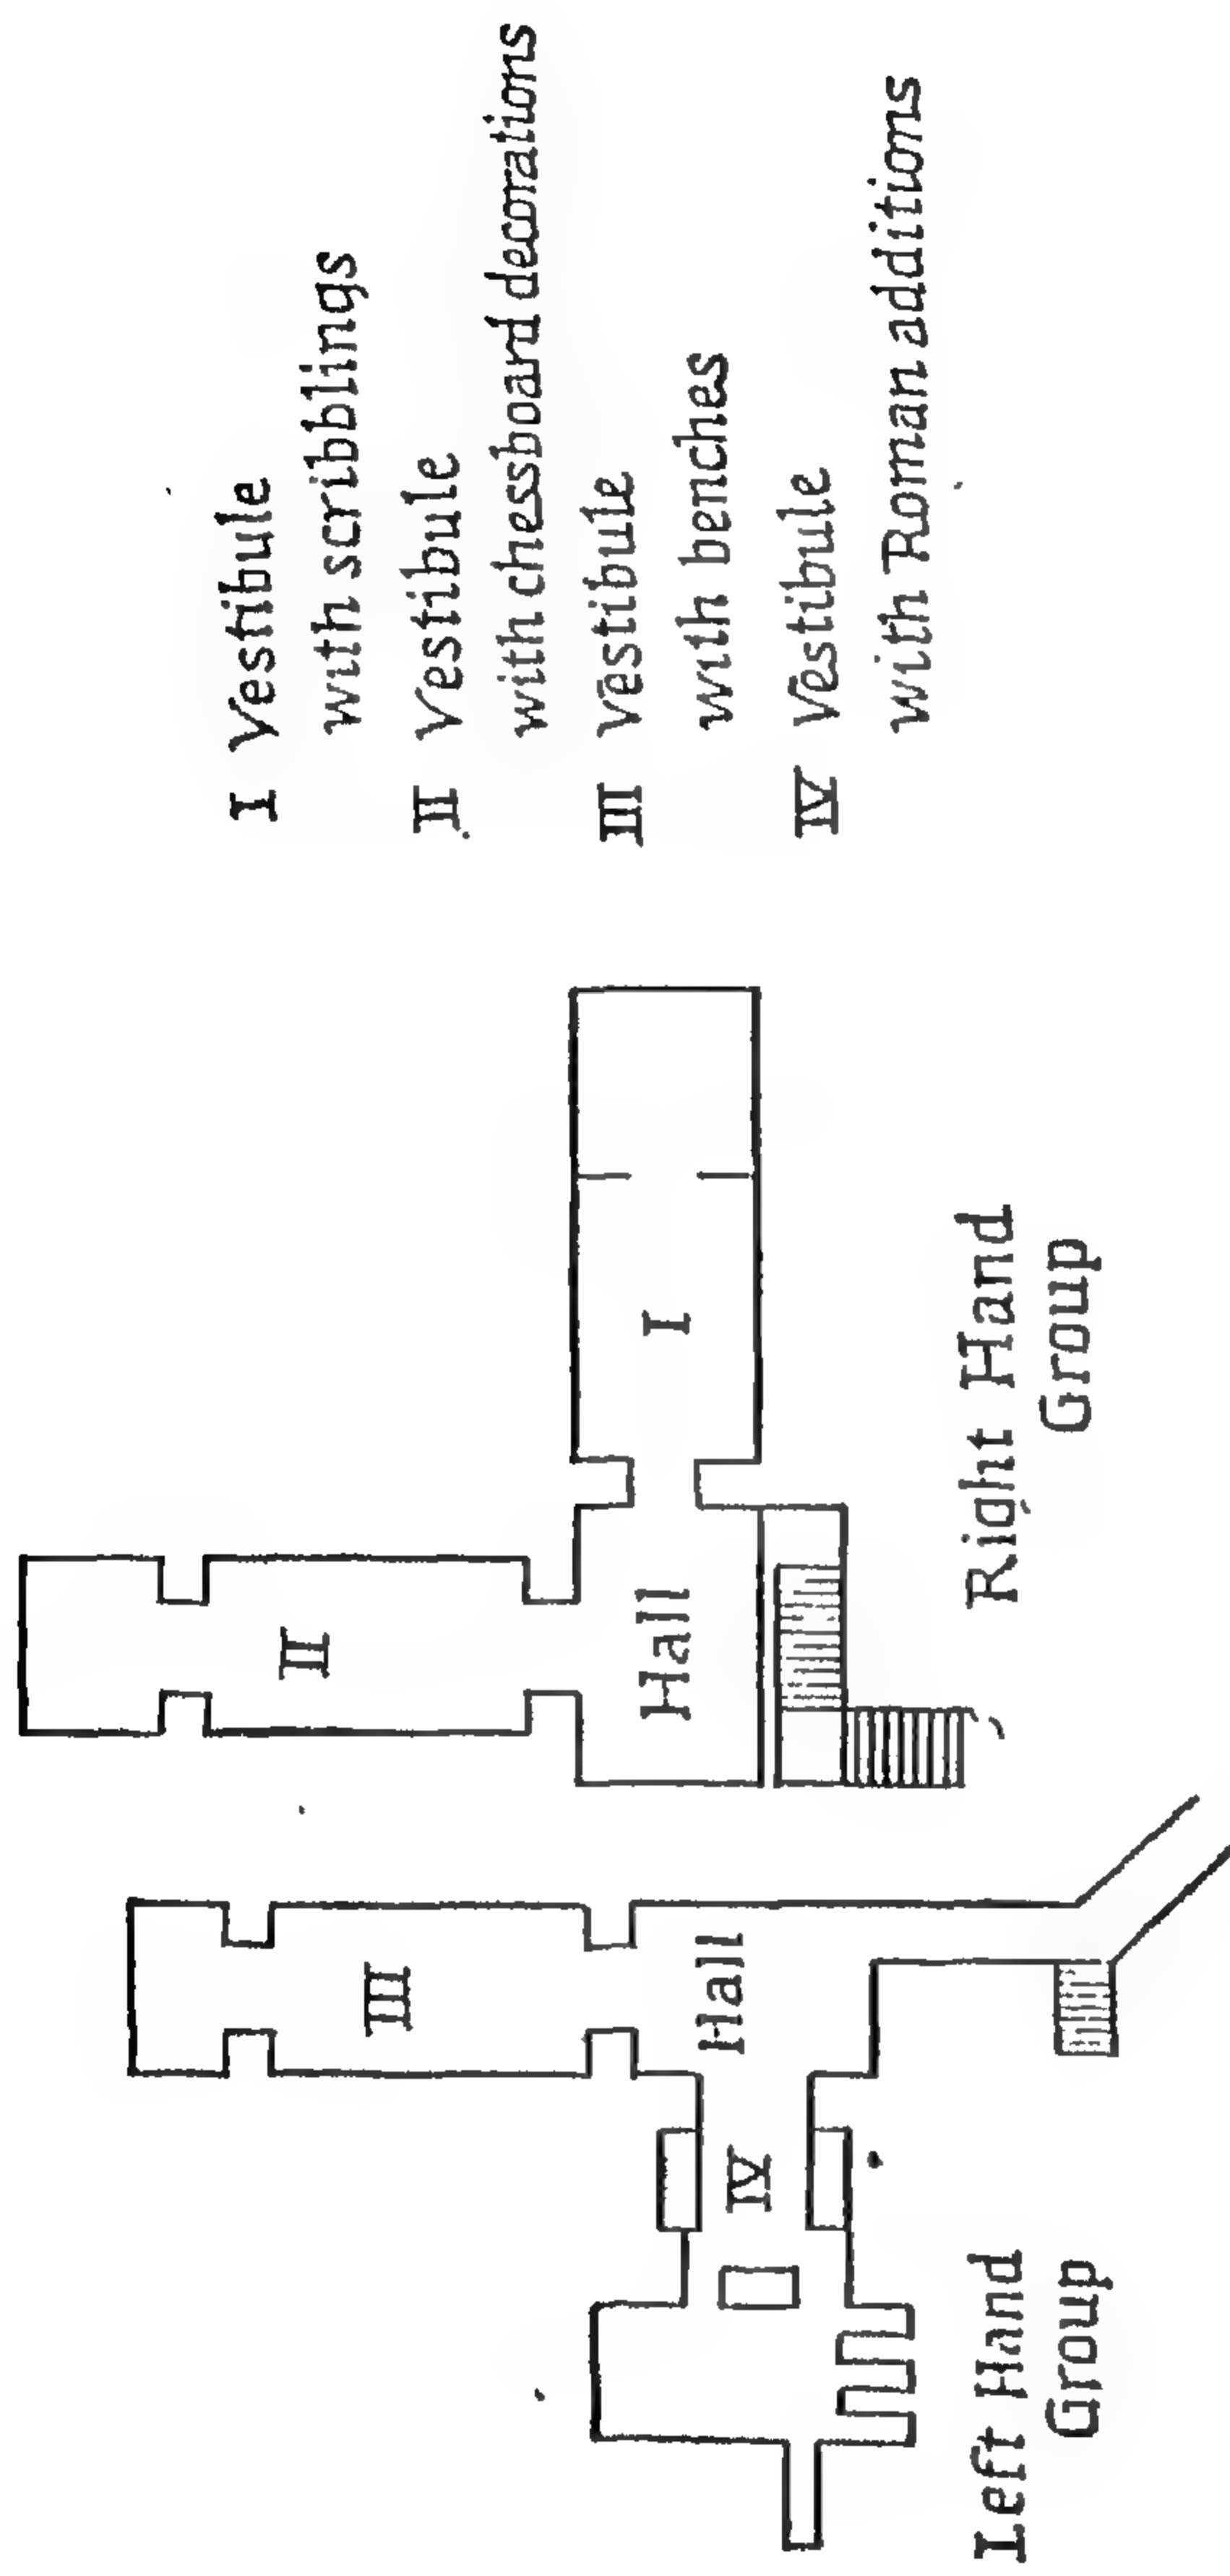 I Vestibule
with scribblings
II Vestibule
with chessboard decorations
III Vestibule
with benches
IV Vestibule
with Roman additions
II
I
Hall
III
Hall
IV
Right Hand
Group
Left Hand
Group